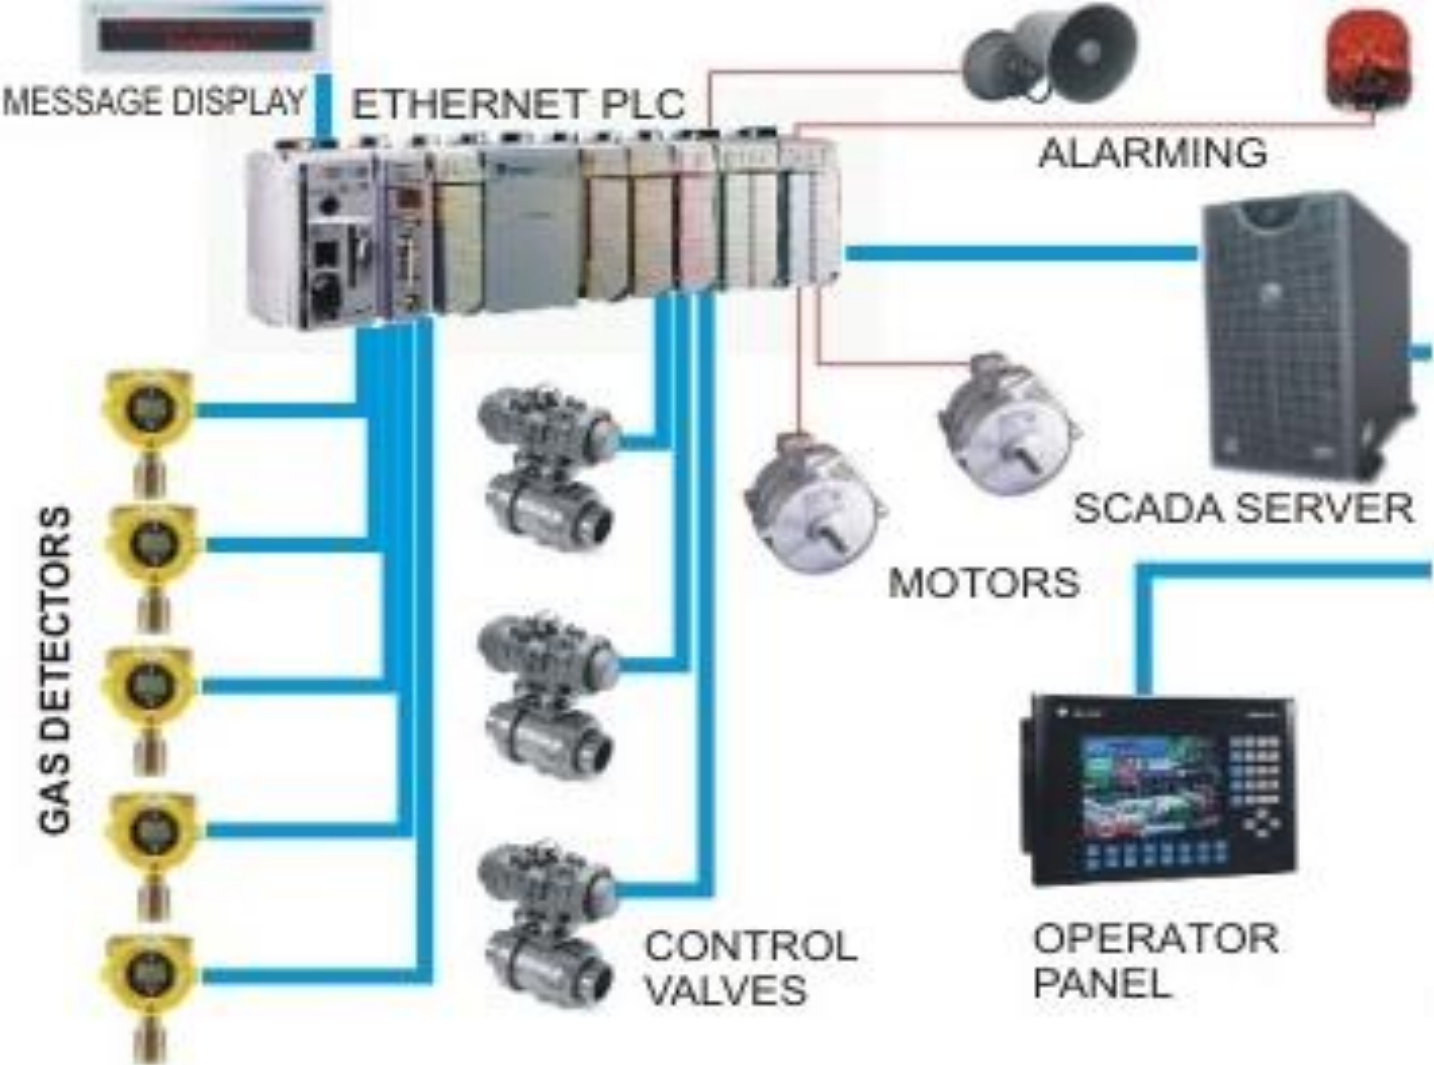 MESSAGE DISPLAY
ETHERNET PLC
ALARMING
SCADA SERVER
MOTORS
GAS DETECTORS
CONTROL
VALVES
OPERATOR
PANEL